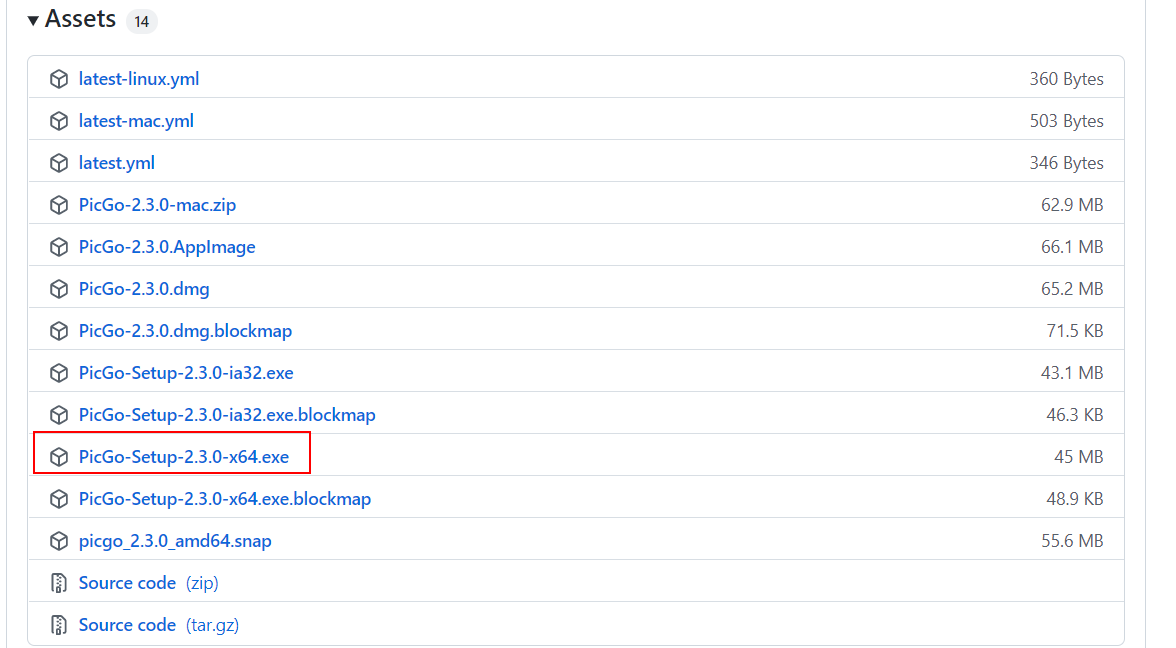 Assets 14
latest-linux.yml 360 Bytes
latest-mac.yml 503 Bytes
latest.yml 346 Bytes
PicGo-2.3.0-mac.zip 62.9 MB
PicGo-2.3.0.AppImage 66.1 MB
PicGo-2.3.0.dmg 65.2 MB
PicGo-2.3.0.dmg.blockmap 71.5 KB
PicGo-Setup-2.3.0-ia32.exe 43.1 MB
PicGo-Setup-2.3.0-ia32.exe.blockmap 46.3 KB
PicGo-Setup-2.3.0-x64.exe 45 MB
PicGo-Setup-2.3.0-x64.exe.blockmap 48.9 KB
picgo_2.3.0_amd64.snap 55.6 MB
Source code (zip)
Source code (tar.gz)